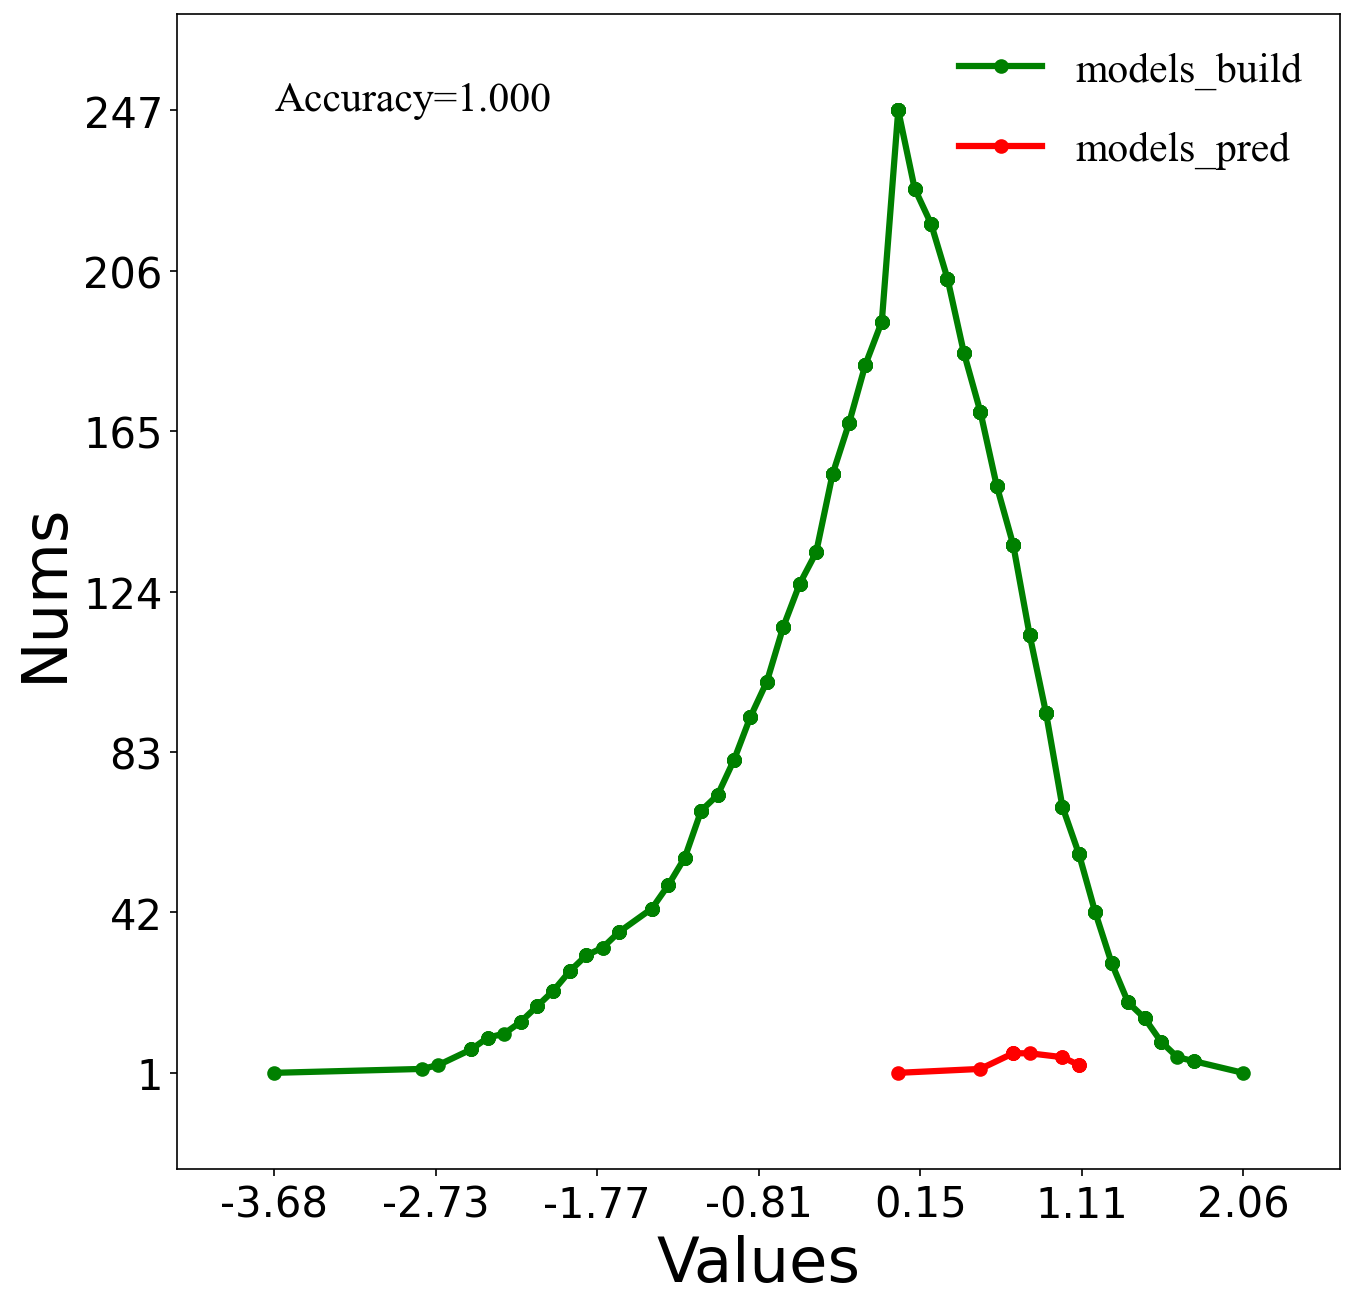 Accuracy=1.000
models_build
models_pred
247
206
165
124
83
42
1
Nums
-3.68 -2.73 -1.77 -0.81 0.15 1.11 2.06
Values